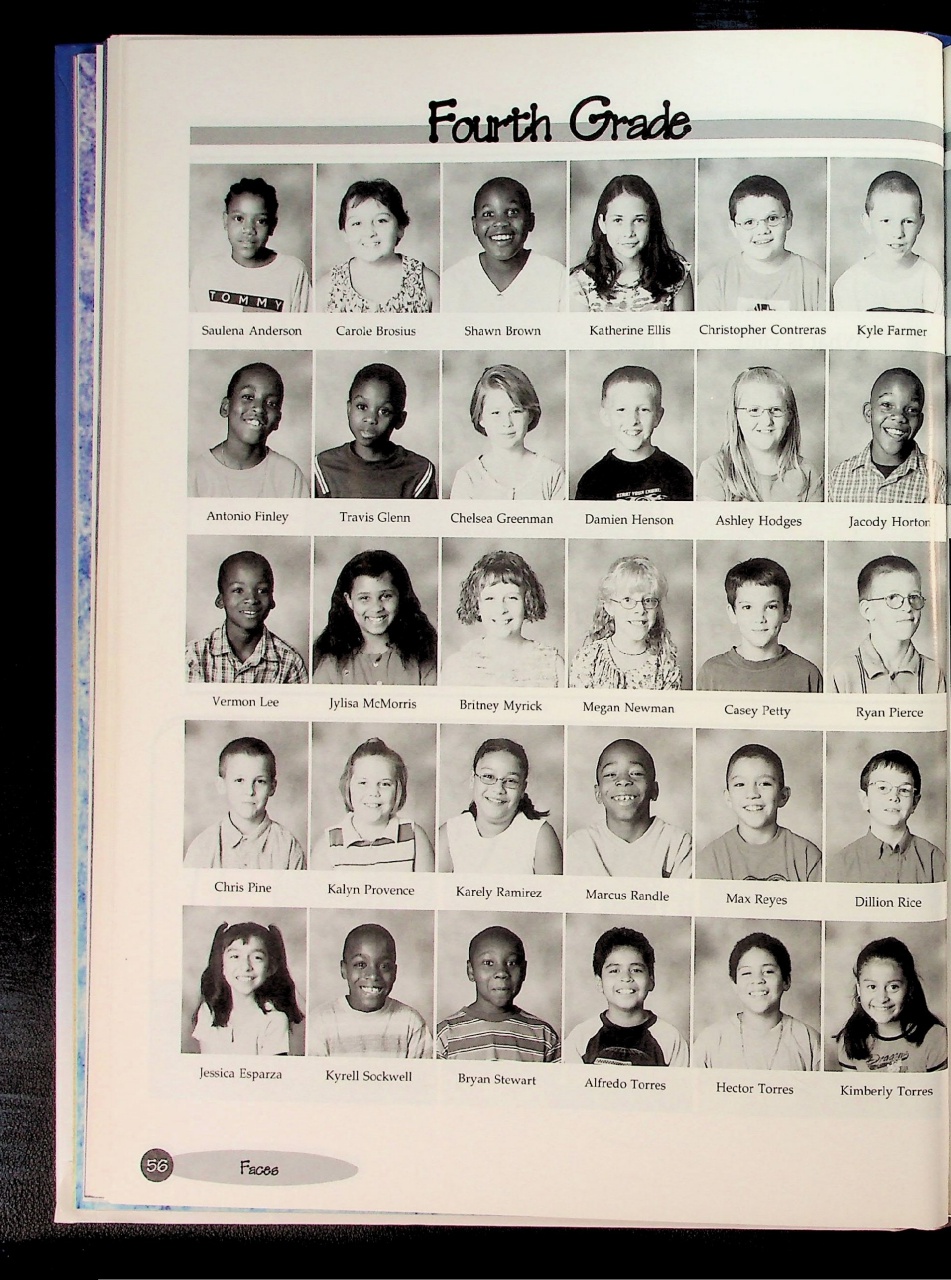 Fourth Grade
TOMMY
Saulena Anderson Carole Brosius Shawn Brown Katherine Ellis Christopher Contreras Kyle Farmer
Antonio Finley Travis Glenn Chelsea Greenman Damien Henson Ashley Hodges Jacody Horton
Vermon Lee Jylisa McMorris Britney Myrick Megan Newman Casey Petty Ryan Pierce
Chris Pine Kalyn Provence Karely Ramirez Marcus Randle Max Reyes Dillion Rice
Dragons
Jessica Esparza Kyrell Sockwell Bryan Stewart Alfredo Torres Hector Torres Kimberly Torres
56 Faces